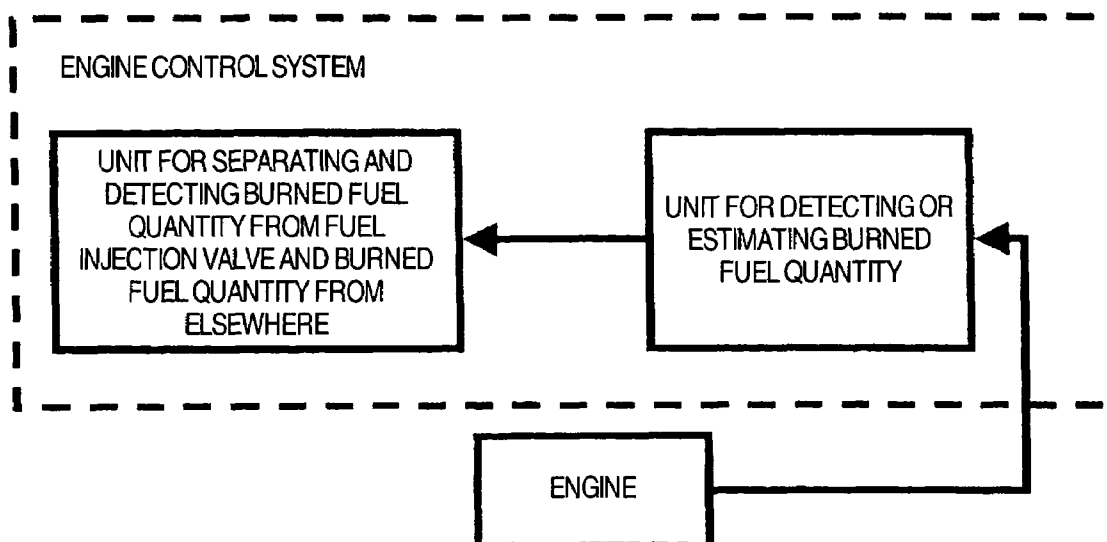 ENGINE CONTROL SYSTEM
UNIT FOR SEPARATING AND
DETECTING BURNED FUEL
QUANTITY FROM FUEL
INJECTION VALVE AND BURNED
FUEL QUANTITY FROM
ELSEWHERE
UNIT FOR DETECTING OR
ESTIMATING BURNED
FUEL QUANTITY
ENGINE